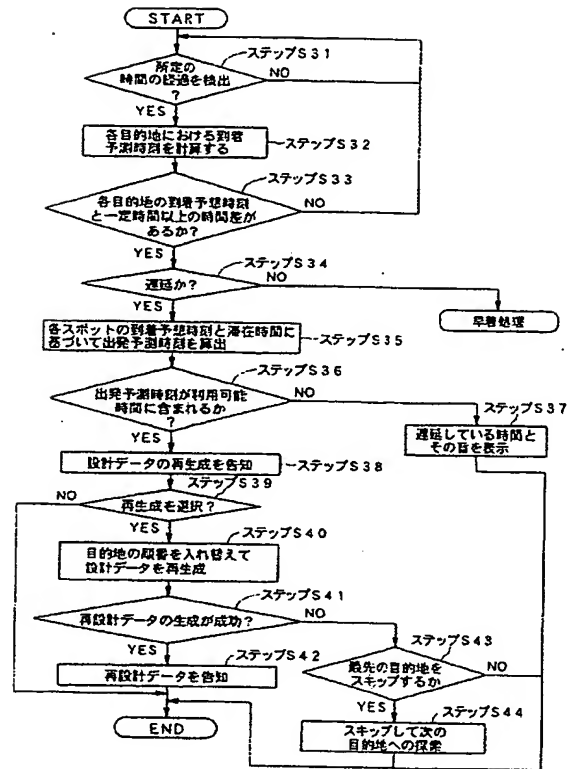 START
ステップS31
所定の
時間の経過を検出
?
NO
YES
各目的地における到着
予測時刻を計算する
ステップS32
ステップS33
各目的地の到着予想時刻
と一定時間以上の時間差が
あるか?
NO
YES
ステップS34
遅延か?
NO
YES
早着処理
各スポットの到着予想時刻と滞在時間に
基づいて出発予測時刻を算出
ステップS35
ステップS36
出発予測時刻が利用可能
時間に含まれるか
?
NO
YES
ステップS37
遅延している時間と
その旨を表示
設計データの再生成を告知
ステップS38
ステップS39
再生成を選択?
NO
YES
ステップS40
目的地の順番を入れ替えて
設計データを再生成
ステップS41
再設計データの生成が成功?
NO
YES
ステップS42
再設計データを告知
ステップS43
最先の目的地を
スキップするか
NO
YES
ステップS44
スキップして次の
目的地への探索
END